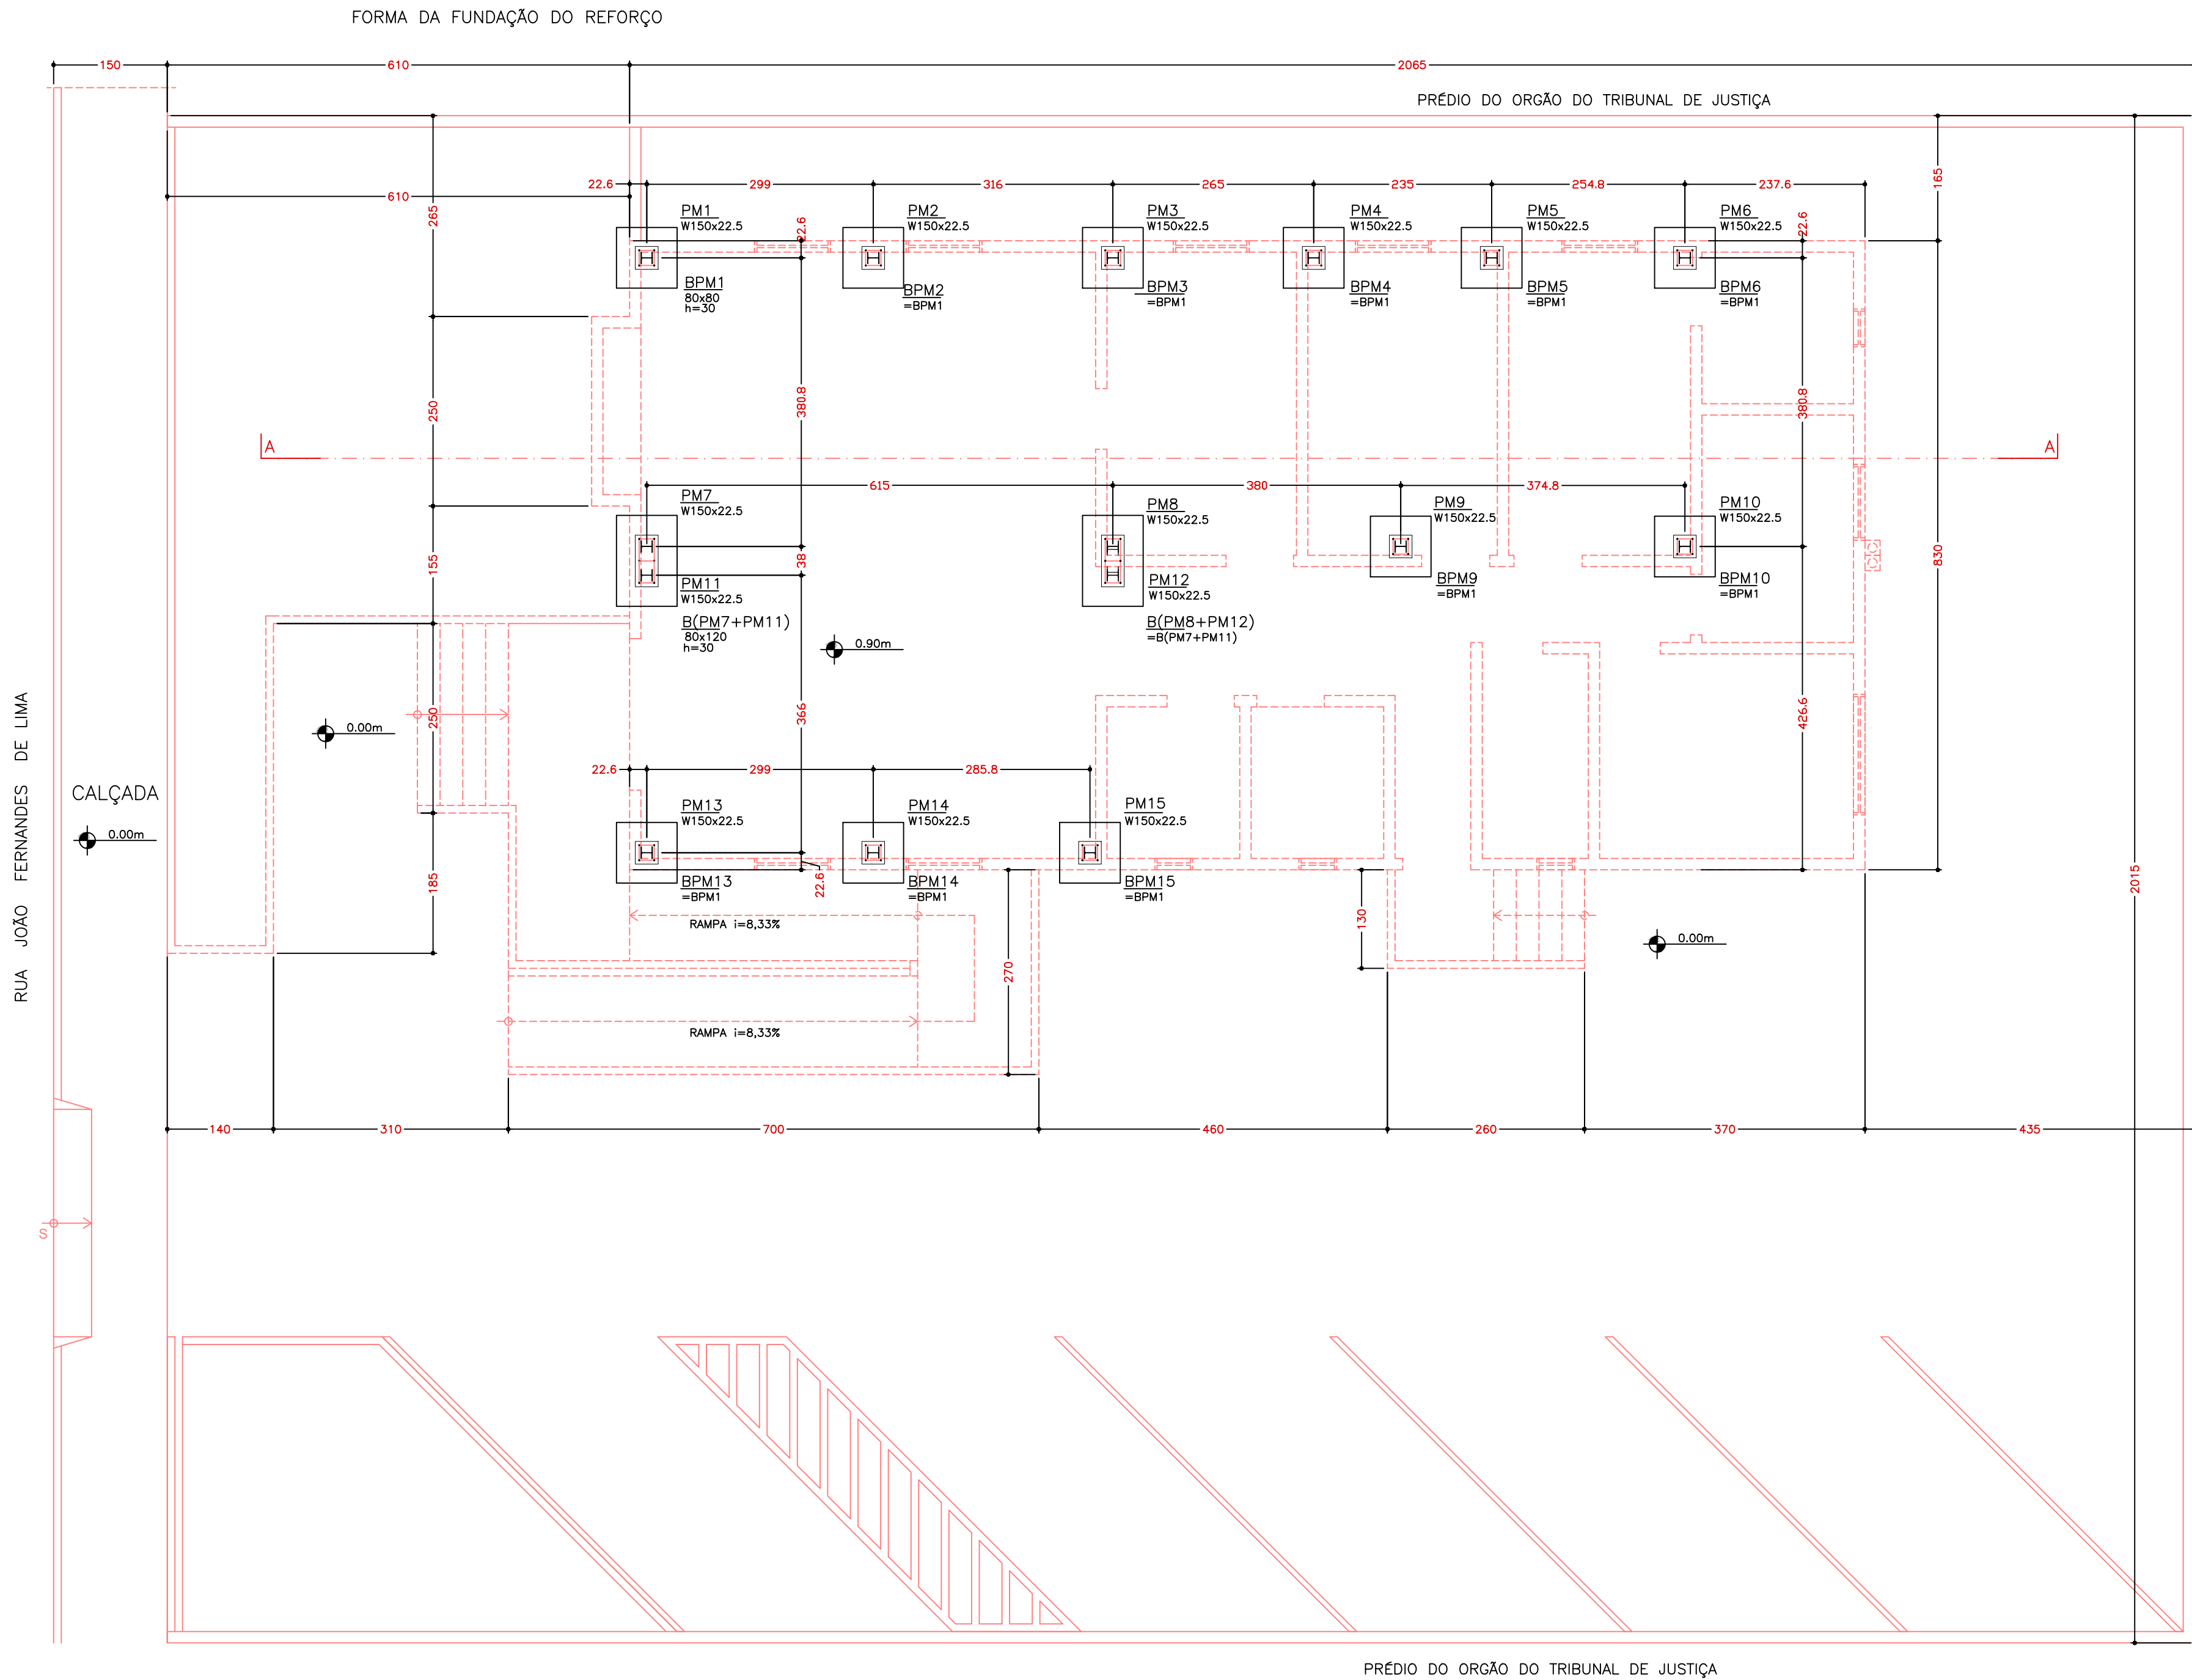 FORMA DA FUNDAÇÃO DO REFORÇO
150
610
2065
PRÉDIO DO ORGÃO DO TRIBUNAL DE JUSTIÇA
22.6
299
316
265
235
254.8
237.6
610
265
165
PM1
W150x22.5
22.6
PM2
W150x22.5
PM3
W150x22.5
PM4
W150x22.5
PM5
W150x22.5
PM6
W150x22.5
22.6
BPM1
80x80
h=30
BPM2
=BPM1
BPM3
=BPM1
BPM4
=BPM1
BPM5
=BPM1
BPM6
=BPM1
250
380.8
380.8
A
A
615
380
374.8
PM7
W150x22.5
PM8
W150x22.5
PM9
W150x22.5
PM10
W150x22.5
155
38
830
PM11
W150x22.5
PM12
W150x22.5
BPM9
=BPM1
BPM10
=BPM1
B(PM7+PM11)
80x120
h=30
B(PM8+PM12)
=B(PM7+PM11)
0.90m
250
366
426.6
0.00m
RUA JOÃO FERNANDES DE LIMA
CALÇADA
0.00m
22.6
299
285.8
PM13
W150x22.5
PM14
W150x22.5
PM15
W150x22.5
185
22.6
BPM13
=BPM1
BPM14
=BPM1
BPM15
=BPM1
2015
RAMPA i=8,33%
130
0.00m
270
RAMPA i=8,33%
140
310
700
460
260
370
435
S
PRÉDIO DO ORGÃO DO TRIBUNAL DE JUSTIÇA